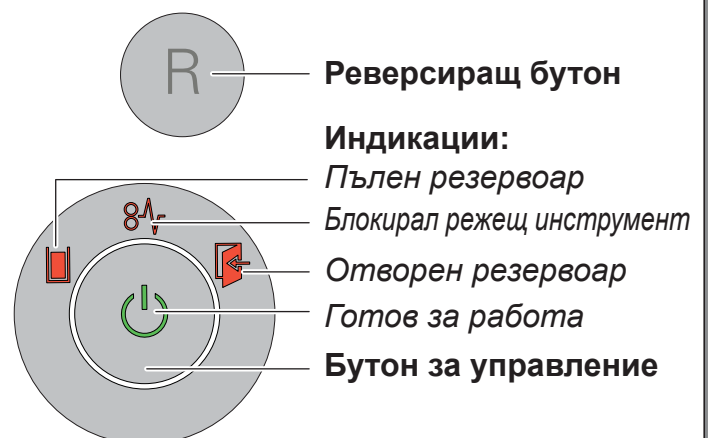 R
Реверсиращ бутон
Индикации:
Пълен резервоар
Блокирал режещ инструмент
Отворен резервоар
Готов за работа
Бутон за управление